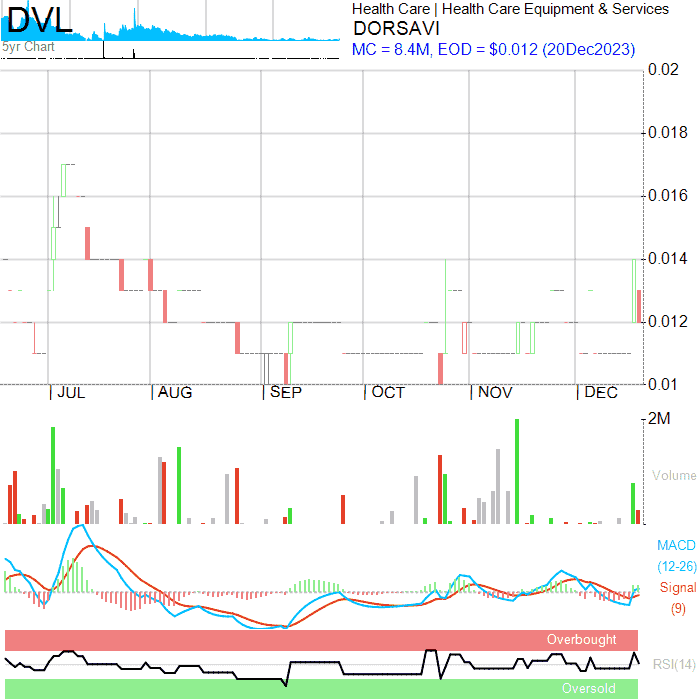 DVL
5yr Chart
Health Care | Health Care Equipment & Services
DORSAVI
MC = 8.4M, EOD = $0.012 (20Dec2023)
0.02
0.018
0.016
0.014
0.012
0.01
JUL
AUG
SEP
OCT
NOV
DEC
2M
Volume
MACD
(12-26)
Signal
(9)
Overbought
RSI(14)
Oversold